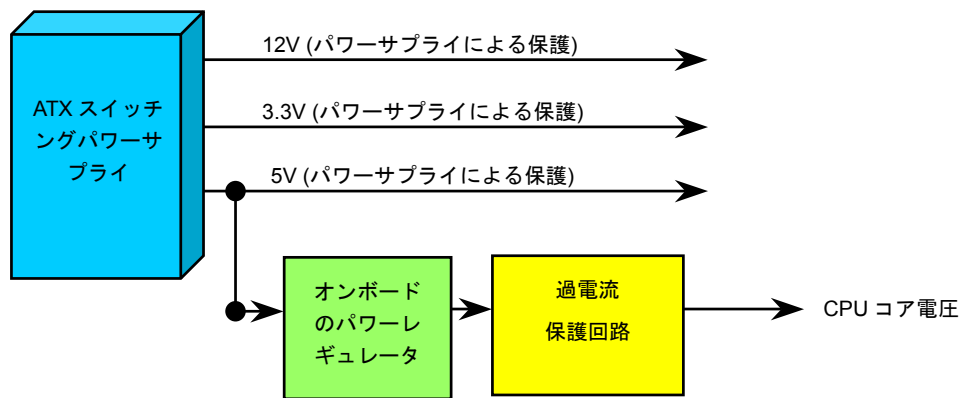 12V (パワーサプライによる保護)
ATX スイッチ
ングパワーサ
プライ
3.3V (パワーサプライによる保護)
5V (パワーサプライによる保護)
オンボード
のパワーレ
ギュレータ
過電流
保護回路
CPU コア電圧